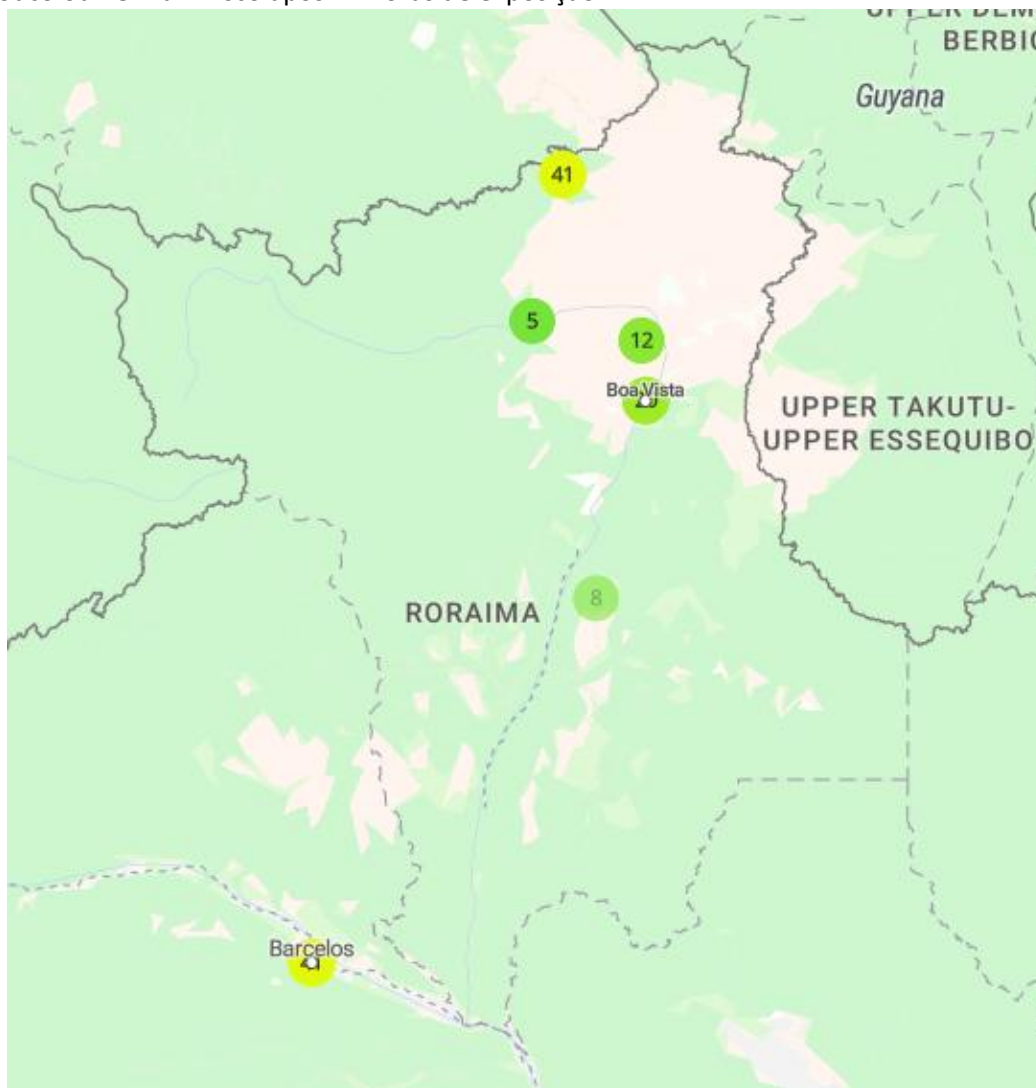 BERBIC
Guyana
41
5
12
Boa Vista
UPPER TAKUTU-
UPPER ESSEQUIBO
8
RORAIMA
Barcelos